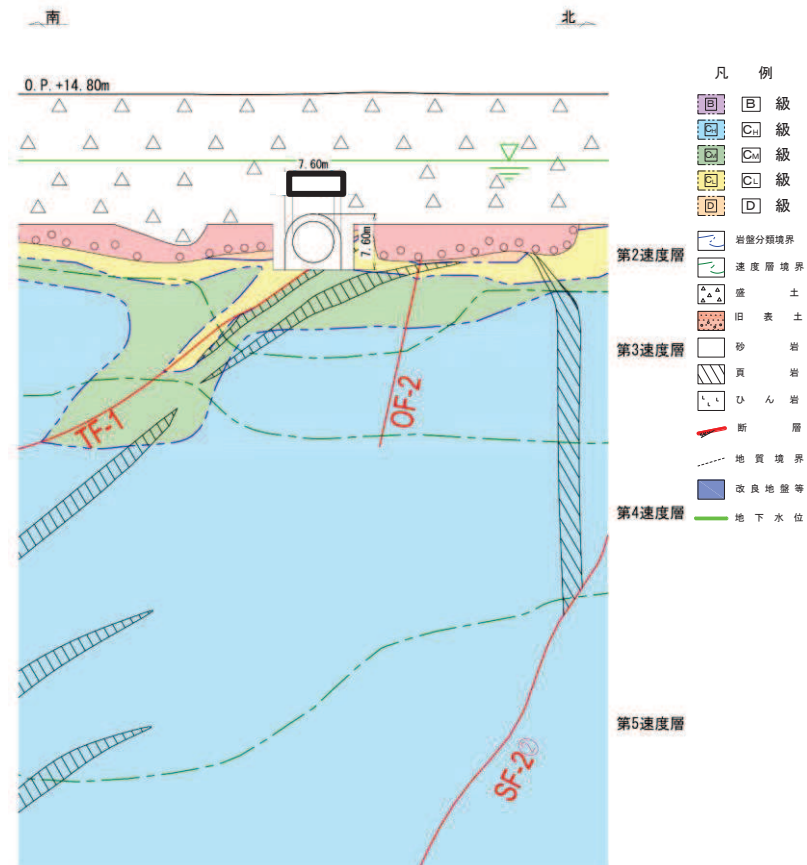 南 北
O.P.+14.80m
7.60m
7.60m
TF-1
OF-2
SF-2②
第2速度層
第3速度層
第4速度層
第5速度層
凡 例
B B 級
CH CH 級
CM CM 級
CL CL 級
D D 級
岩盤分類境界
速度層境界
盛 土
旧 表 土
砂 岩
頁 岩
ひ ん 岩
断 層
地 質 境 界
改 良 地 盤 等
地 下 水 位